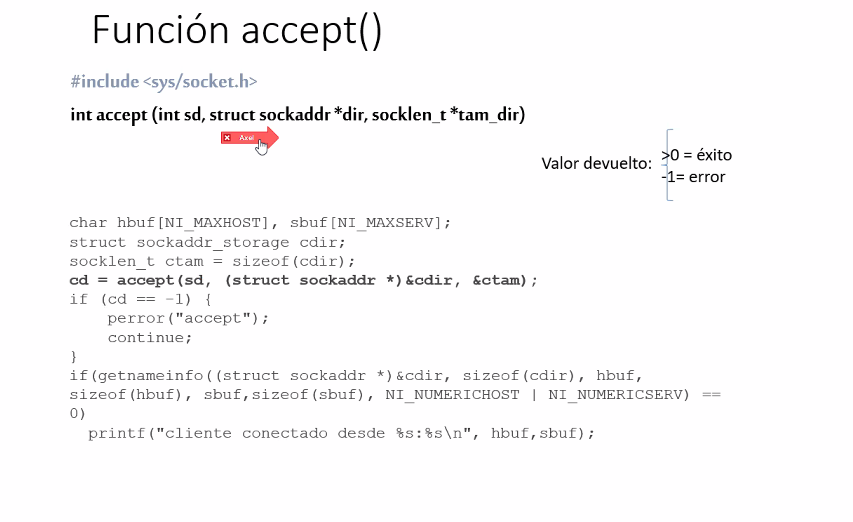 Función accept()
#include <sys/socket.h>
int accept (int sd, struct sockaddr *dir, socklen_t *tam_dir)
Axel
Valor devuelto:
>0 = éxito
-1= error
char hbuf[NI_MAXHOST], sbuf[NI_MAXSERV];
struct sockaddr_storage cdir;
socklen_t ctam = sizeof(cdir);
cd = accept(sd, (struct sockaddr *)&cdir, &ctam);
if (cd == -1) {
perror("accept");
continue;
}
if(getnameinfo((struct sockaddr *)&cdir, sizeof(cdir), hbuf,
sizeof(hbuf), sbuf,sizeof(sbuf), NI_NUMERICHOST | NI_NUMERICSERV) ==
0)
printf("cliente conectado desde %s:%s\n", hbuf,sbuf);